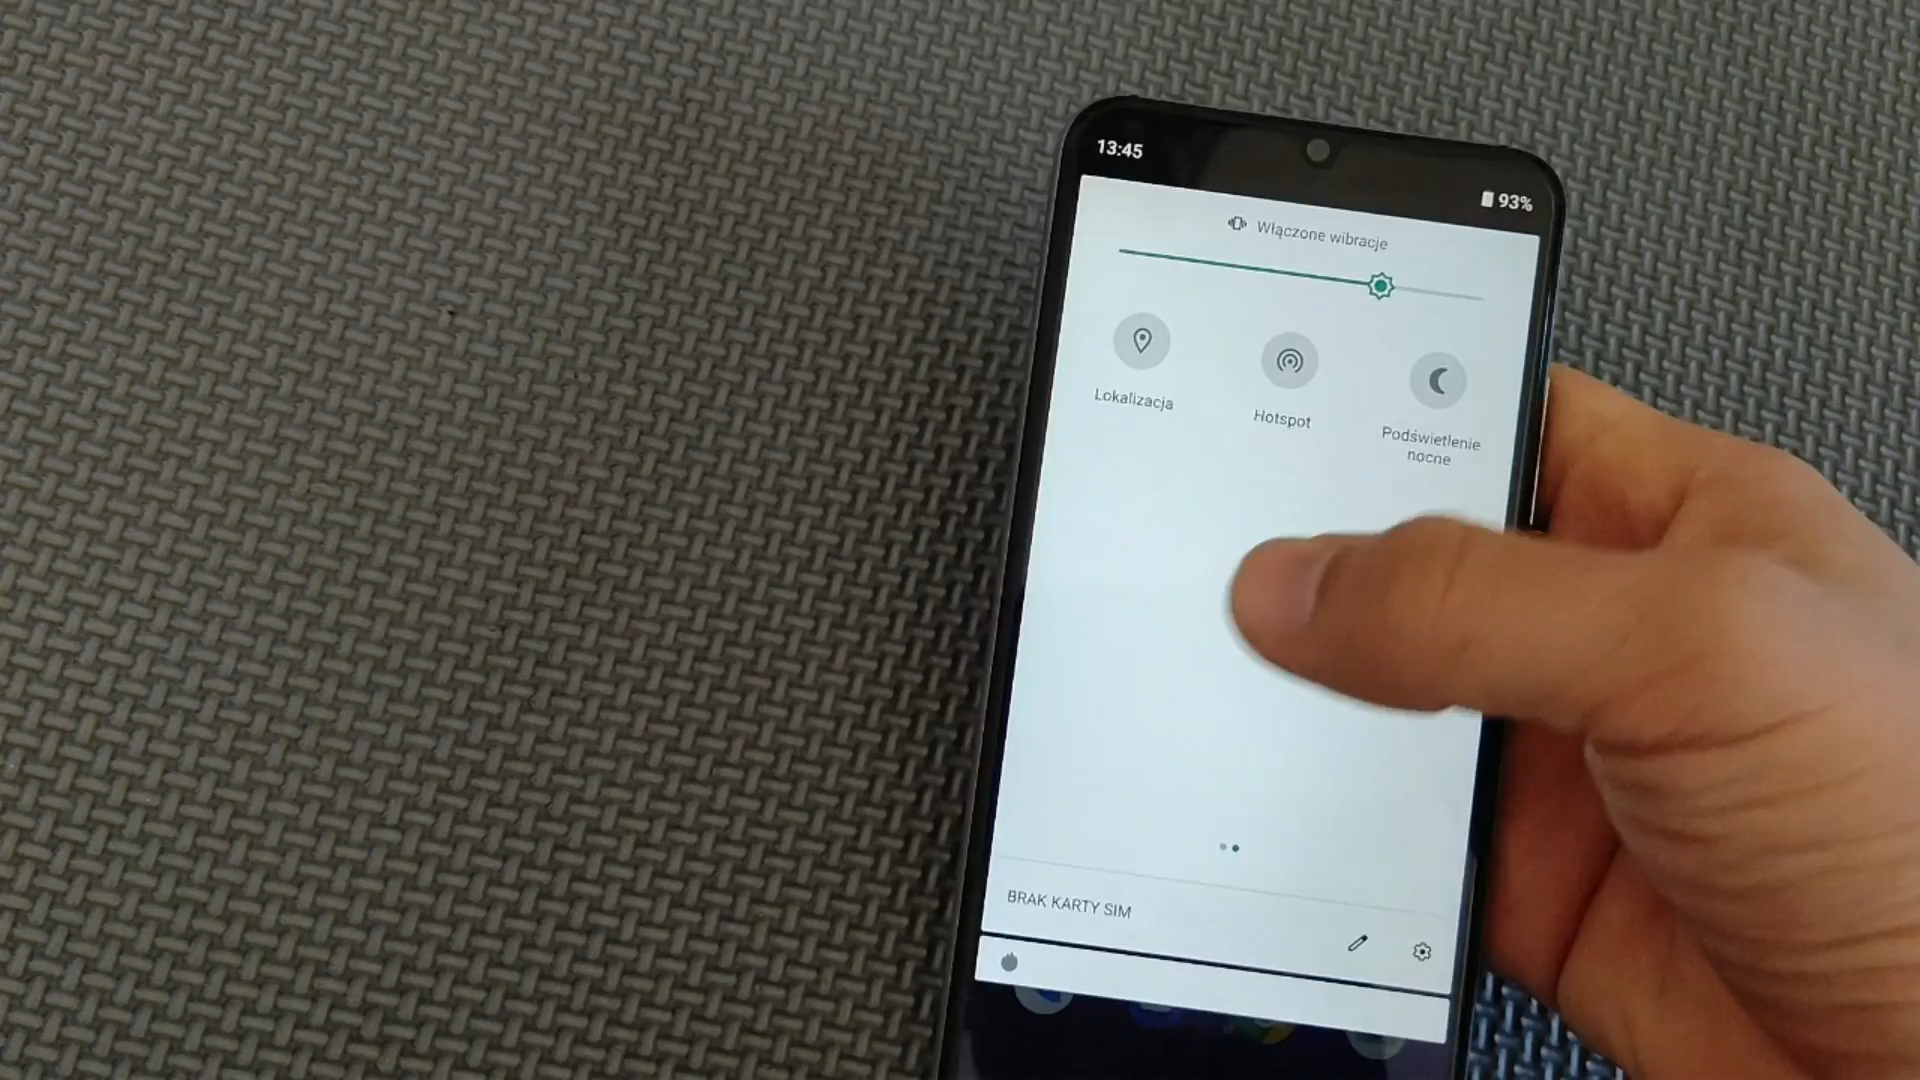 13:45
93%
Włączone wibracje
Lokalizacja
Hotspot
Podświetlenie
nocne
BRAK KARTY SIM